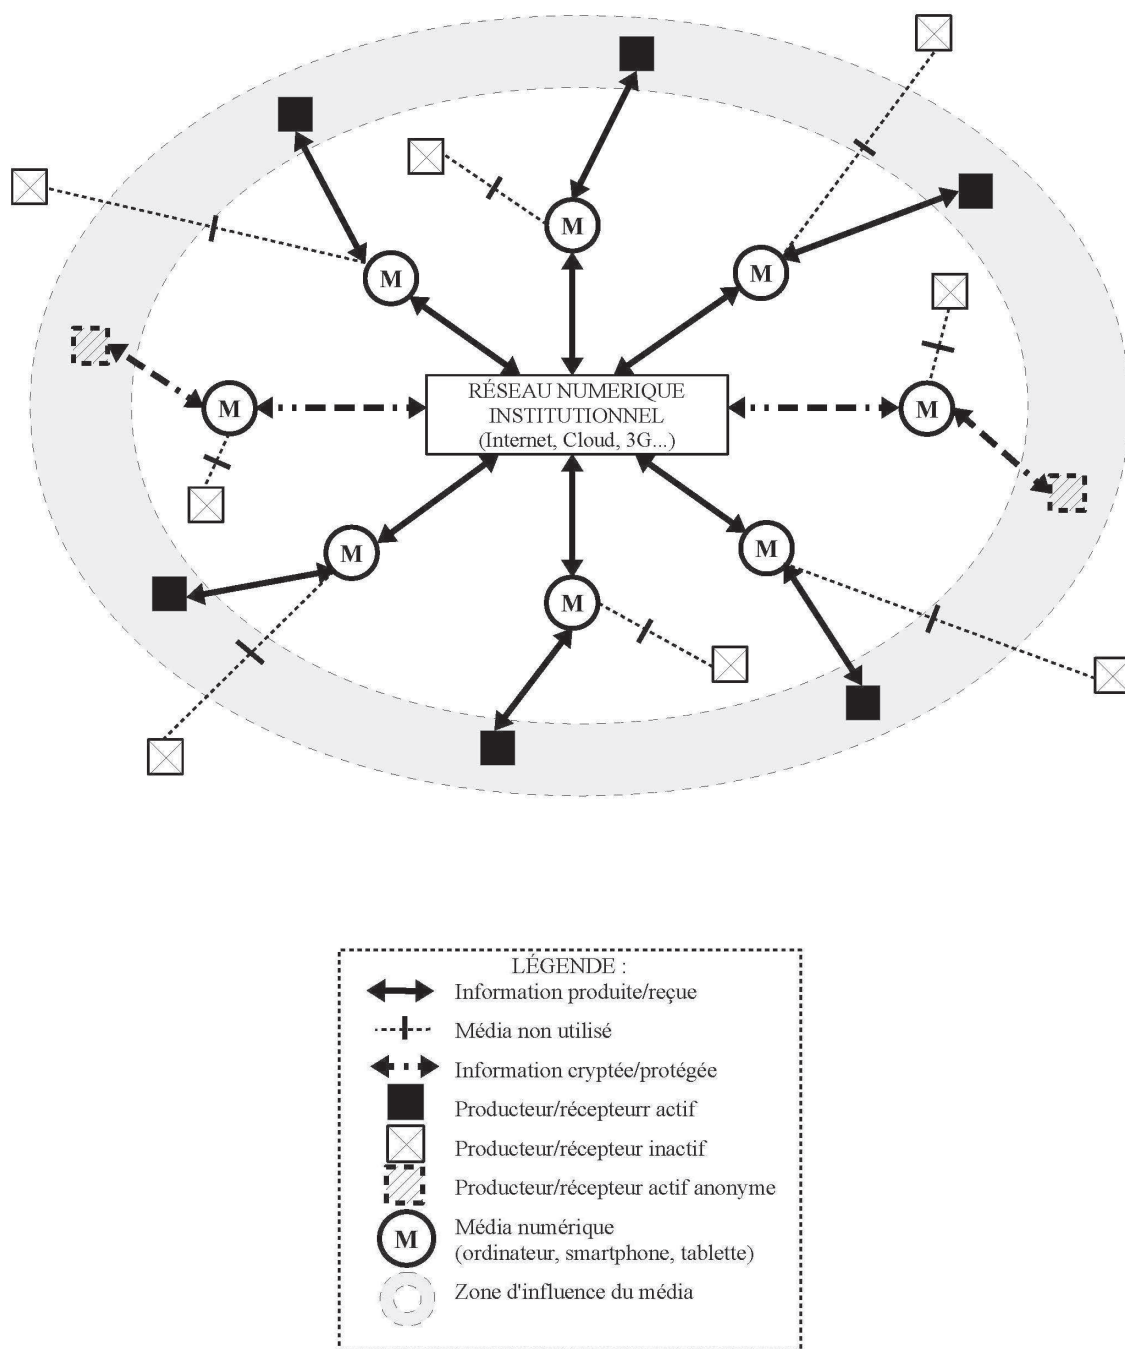 M
M
M
M
M
RÉSEAU NUMERIQUE
INSTITUTIONNEL
(Internet, Cloud, 3G...)
M
M
M
M
LÉGENDE :
Information produite/reçue
Média non utilisé
Information cryptée/protégée
Producteur/récepteurr actif
Producteur/récepteur inactif
Producteur/récepteur actif anonyme
M
Média numérique
(ordinateur, smartphone, tablette)
Zone d'influence du média